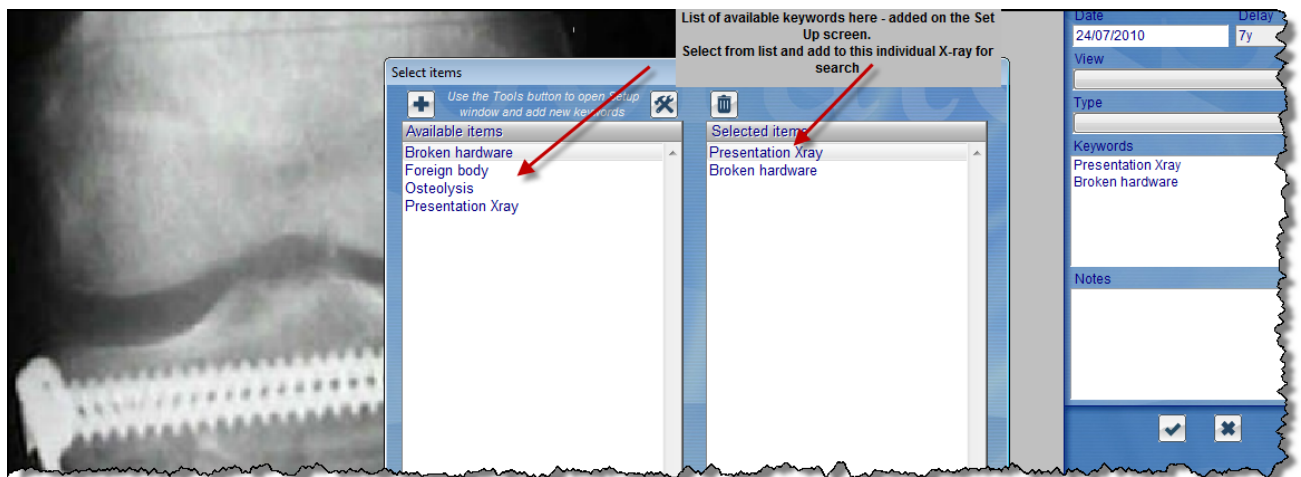 List of available keywords here - added on the Set
Up screen.
Select from list and add to this individual X-ray for
search
Select items
Use the Tools button to open Setup
window and add new keywords
Available items
Broken hardware
Foreign body
Osteolysis
Presentation Xray
Selected items
Presentation Xray
Broken hardware
Date
Delay
24/07/2010
7y
View
Type
Keywords
Presentation Xray
Broken hardware
Notes